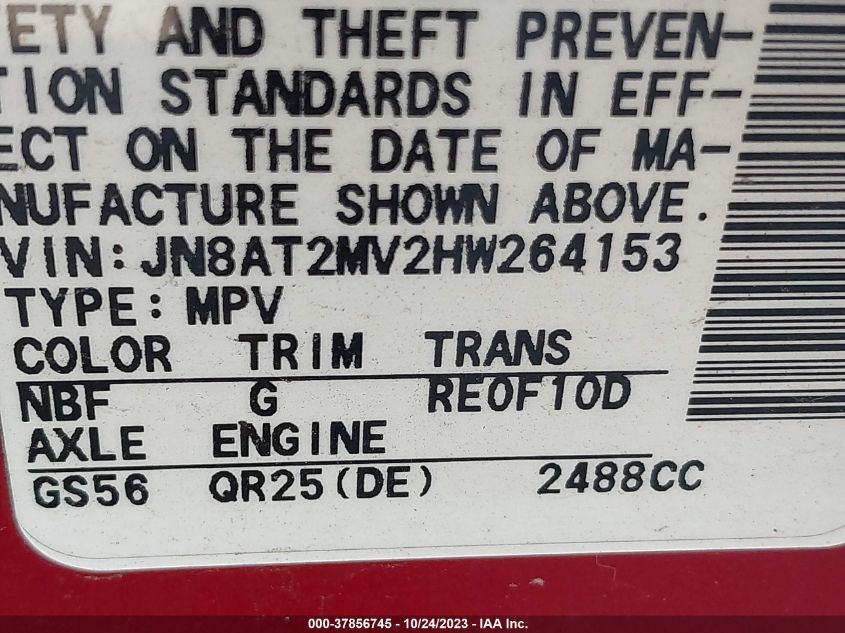 ETY AND THEFT PREVEN-
TION STANDARDS IN EFF-
ECT ON THE DATE OF MA-
NUFACTURE SHOWN ABOVE.
VIN: JN8AT2MV2HW264153
TYPE: MPV
COLOR TRIM TRANS
NBF G RE0F10D
AXLE ENGINE
GS56 QR25(DE) 2488CC
000-37856745 - 10/24/2023 - IAA Inc.